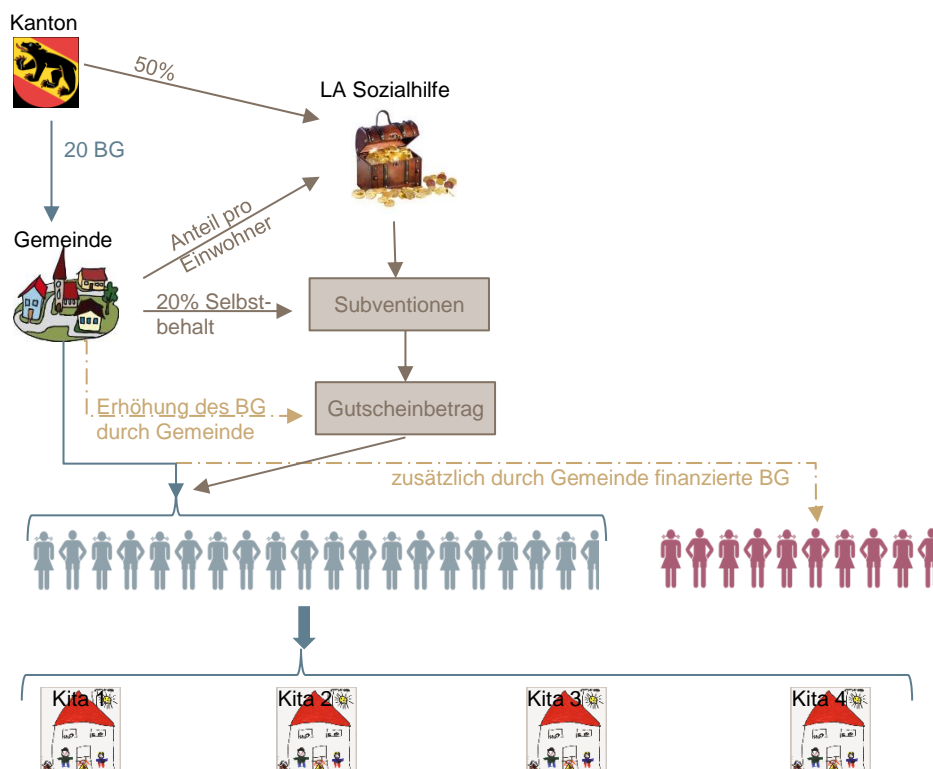 Kanton
50%
LA Sozialhilfe
20 BG
Anteil pro
Einwohner
Gemeinde
20% Selbst-
behalt
Subventionen
Erhöhung des BG
durch Gemeinde
Gutscheinbetrag
zusätzlich durch Gemeinde finanzierte BG
Kita 1
Kita 2
Kita 3
Kita 4